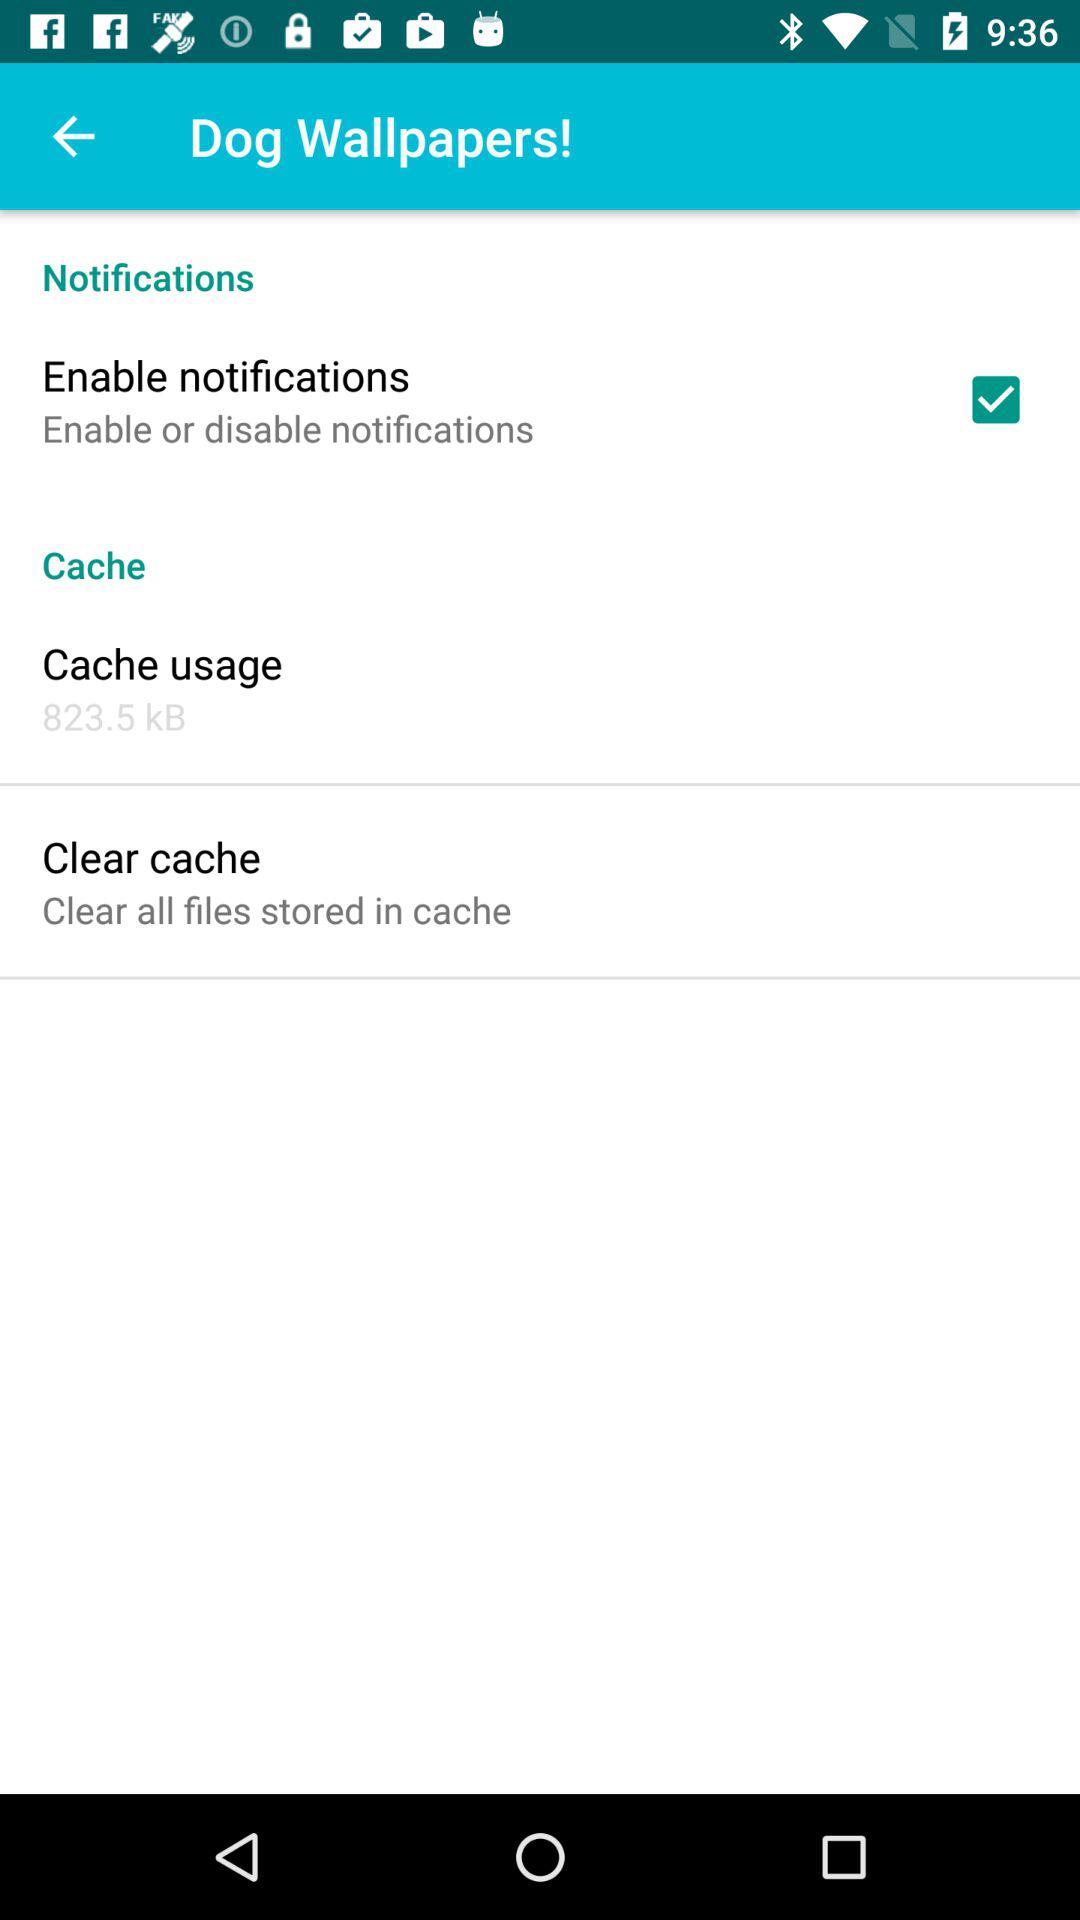 FAKE
9:36
Dog Wallpapers!
Notifications
Enable notifications
Enable or disable notifications
Cache
Cache usage
823.5 kB
Clear cache
Clear all files stored in cache